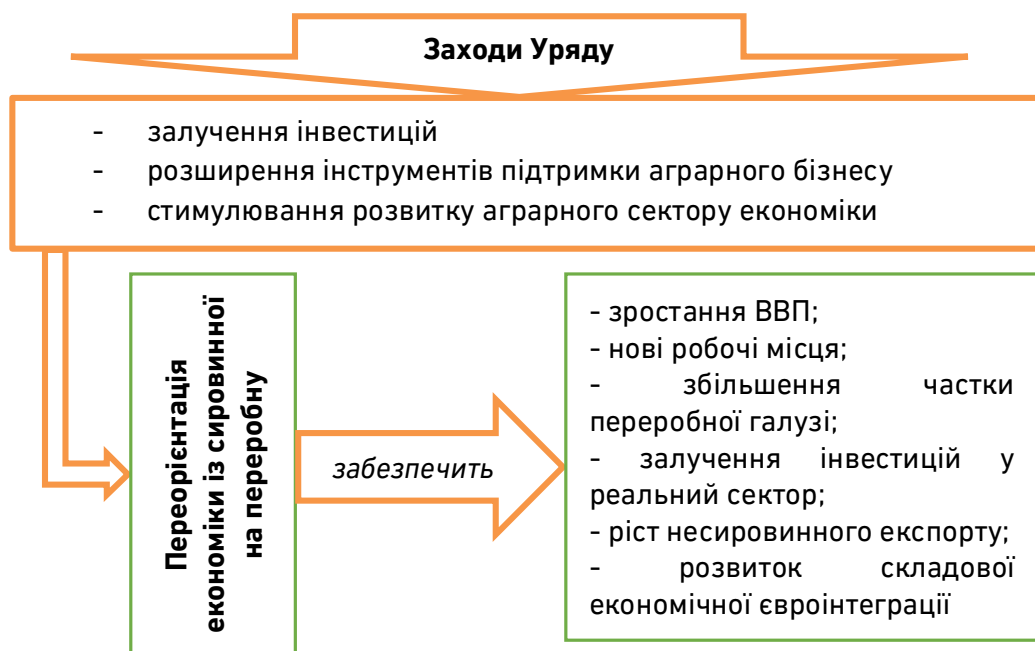 Заходи Уряду
- залучення інвестицій
- розширення інструментів підтримки аграрного бізнесу
- стимулювання розвитку аграрного сектору економіки
Переорієнтація
економіки із сировинної
на переробну
забезпечить
- зростання ВВП;
- нові робочі місця;
- збільшення частки
переробної галузі;
- залучення інвестицій у
реальний сектор;
- ріст несировинного експорту;
- розвиток складової
економічної євроінтеграції